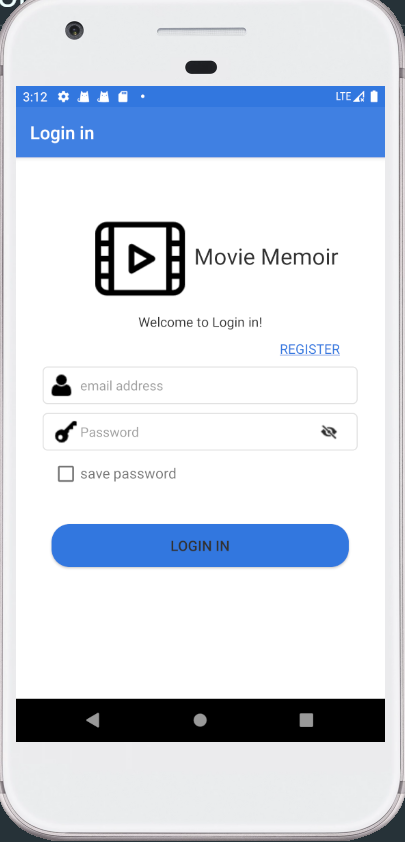 3:12 LTE
Login in
Movie Memoir
Welcome to Login in!
REGISTER
email address
Password
save password
LOGIN IN